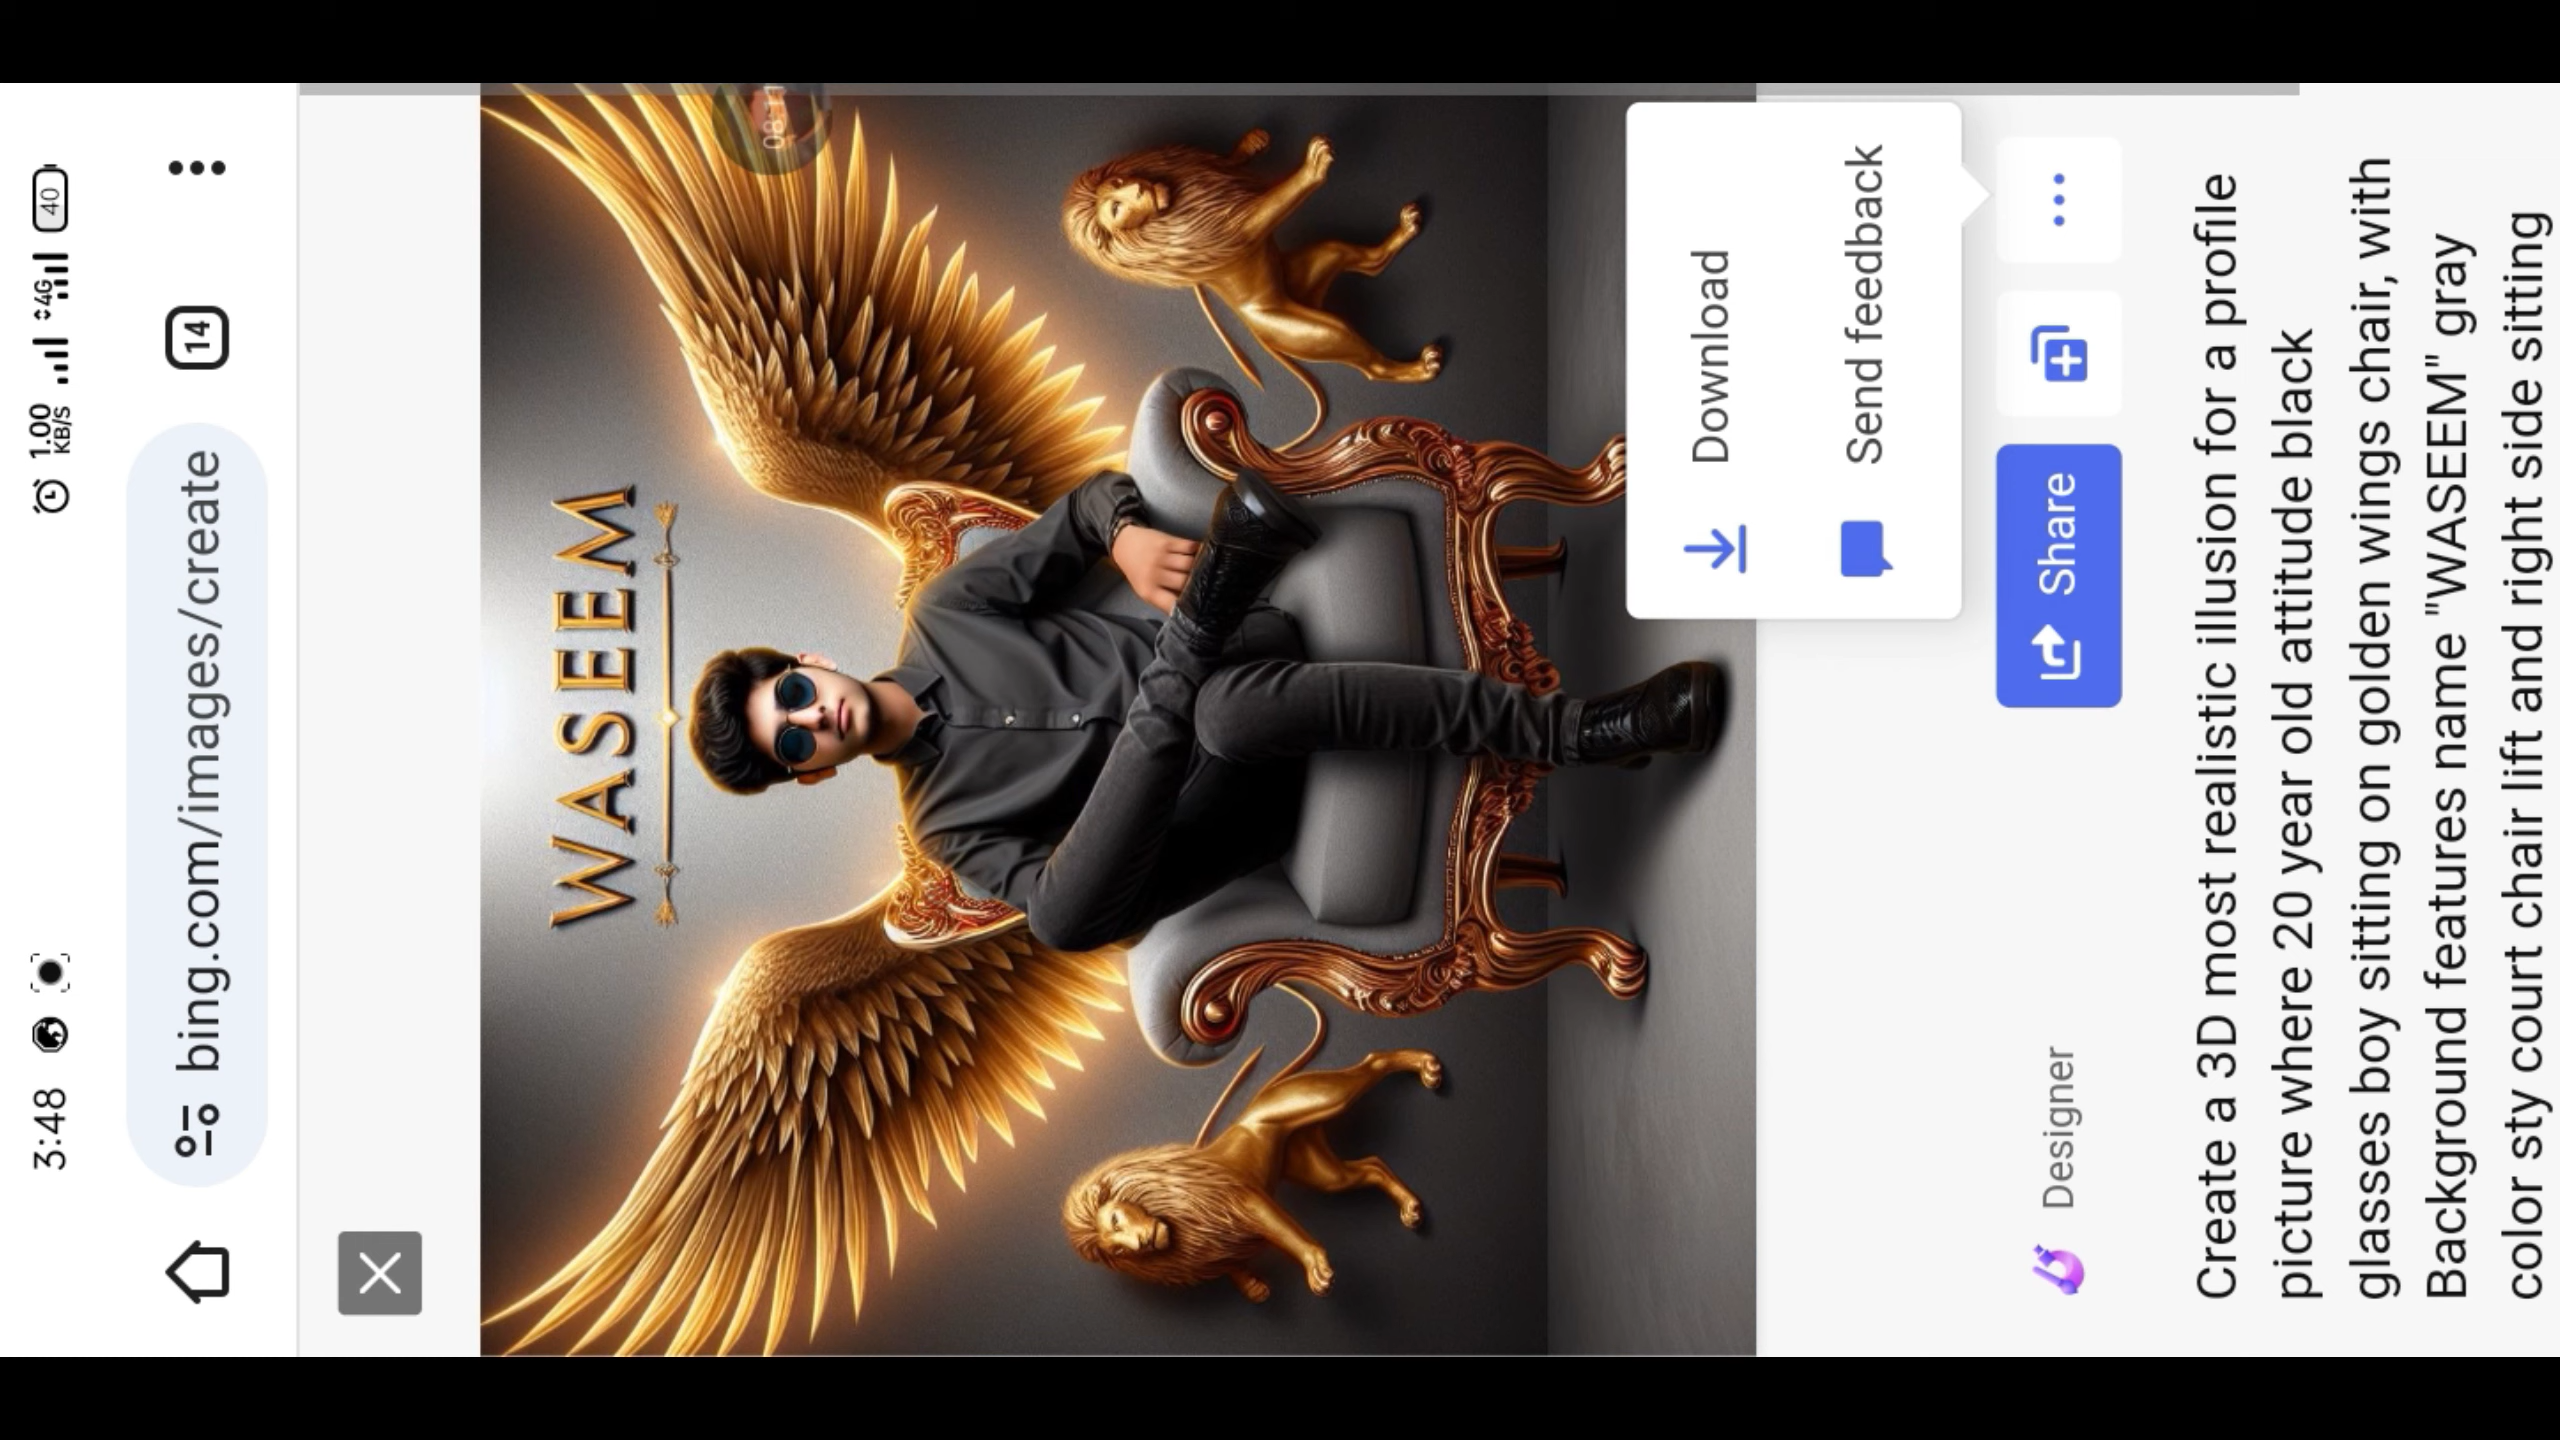 3:48
1.00
KB/S
4G
40
bing.com/images/create
14
08:11
WASEEM
Download
Send feedback
Designer
Share
Create a 3D most realistic illusion for a profile
picture where 20 year old attitude black
glasses boy sitting on golden wings chair, with
Background features name "WASEEM" gray
color sty court chair lift and right side sitting